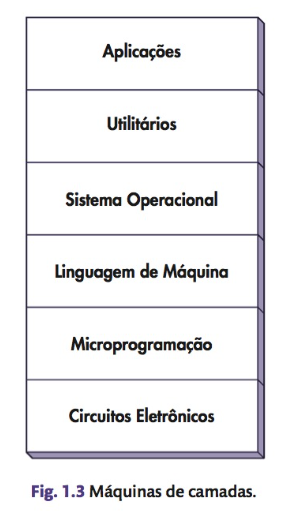 Aplicações
Utilitários
Sistema Operacional
Linguagem de Máquina
Microprogramação
Circuitos Eletrônicos
Fig. 1.3 Máquinas de camadas.